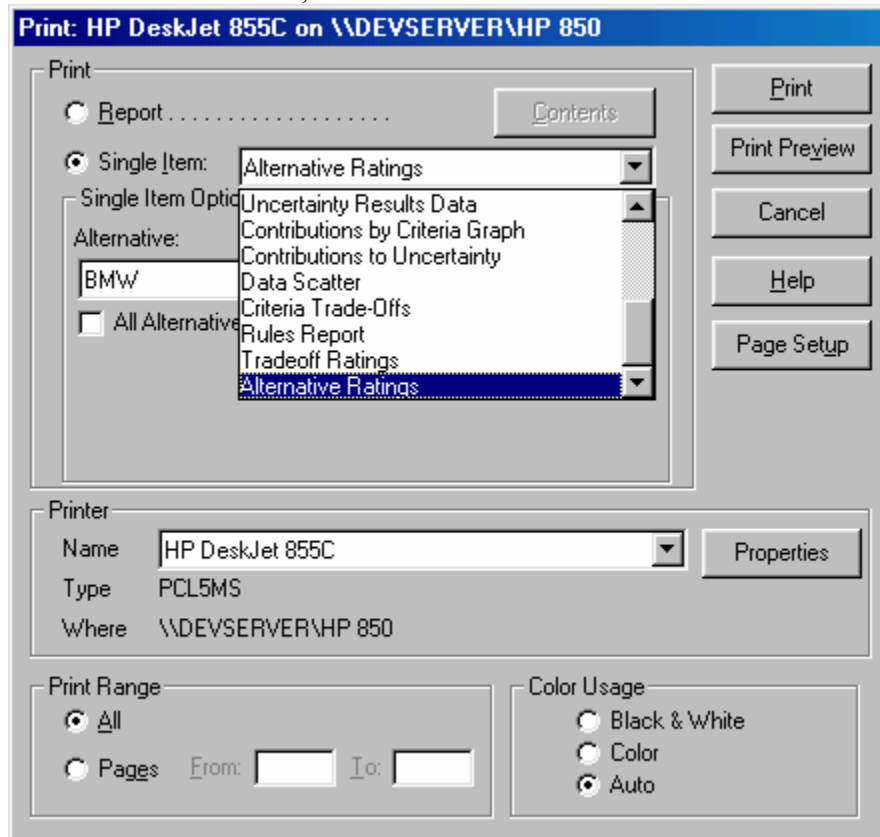 Print: HP DeskJet 855C on \\DEVSERVER\HP 850
Print
Report . . . . . . . . . . . . . . . . . . . Contents
Single Item: Alternative Ratings
Single Item Optio
Alternative:
BMW
All Alternative
Uncertainty Results Data
Contributions by Criteria Graph
Contributions to Uncertainty
Data Scatter
Criteria Trade-Offs
Rules Report
Tradeoff Ratings
Alternative Ratings
Print
Print Preview
Cancel
Help
Page Setup
Printer
Name HP DeskJet 855C Properties
Type PCL5MS
Where \\DEVSERVER\HP 850
Print Range
All
Pages From: To:
Color Usage
Black & White
Color
Auto